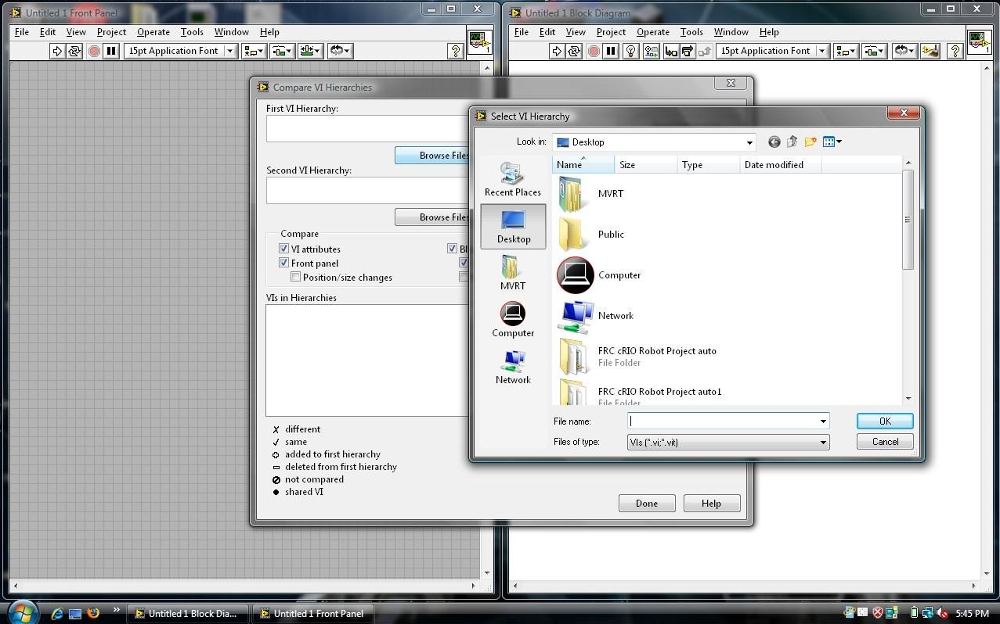 Untitled 1 Front Panel
File Edit View Project Operate Tools Window Help
15pt Application Font
?
1
Untitled 1 Block Diagram
File Edit View Project Operate Tools Window Help
15pt Application Font
?
1
Compare VI Hierarchies
First VI Hierarchy:
Browse Files
Second VI Hierarchy:
Browse Files
Compare
VI attributes
Bl
Front panel
Position/size changes
VIs in Hierarchies
different
same
added to first hierarchy
deleted from first hierarchy
not compared
shared VI
Done
Help
Select VI Hierarchy
Look in:
Desktop
Recent Places
Desktop
MVRT
Computer
Network
Name Size Type Date modified
MVRT
Public
Computer
Network
FRC cRIO Robot Project auto
File Folder
FRC cRIO Robot Project auto1
File Folder
File name:
OK
Files of type:
VIs (*.vi;*.vit)
Cancel
Untitled 1 Block Dia...
Untitled 1 Front Panel
5:45 PM